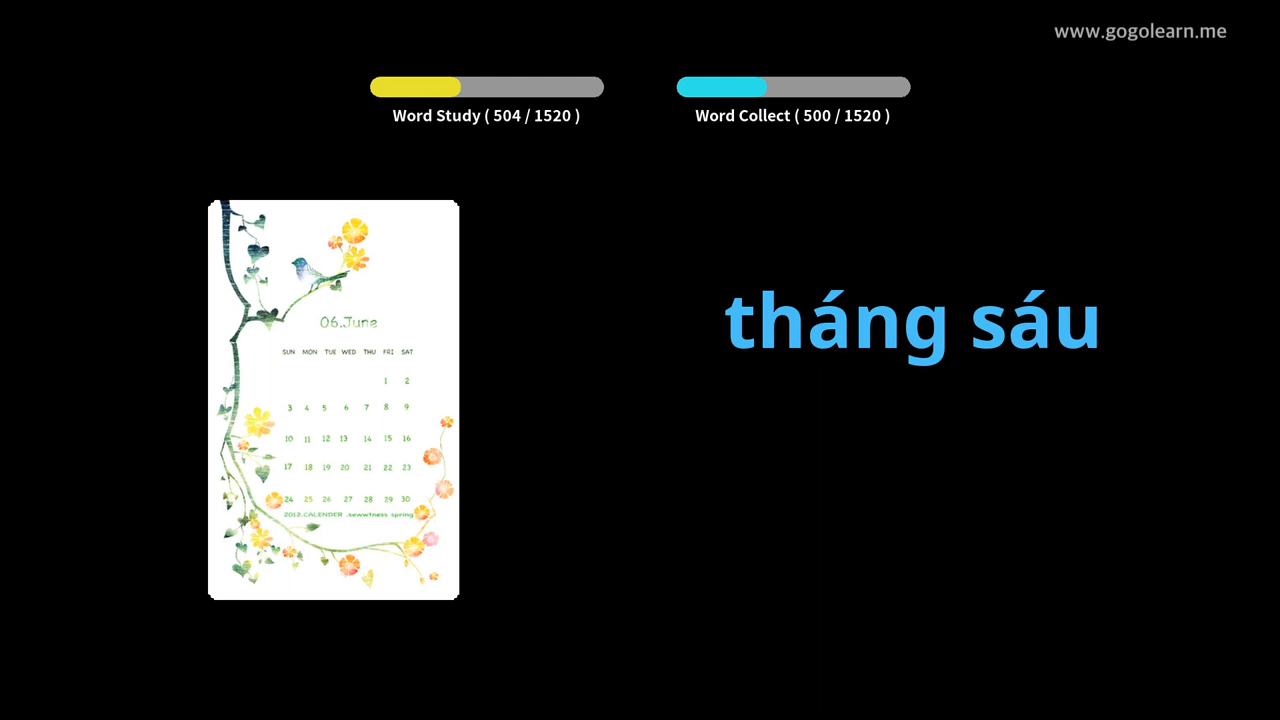 www.gogolearn.me
Word Study ( 504 / 1520 )
Word Collect ( 500 / 1520 )
06.June
SUN MON TUE WED THU FRI SAT
1 2
3 4 5 6 7 8 9
10 11 12 13 14 15 16
17 18 19 20 21 22 23
24 25 26 27 28 29 30
2012.CALENDER .sewwtness spring
tháng sáu